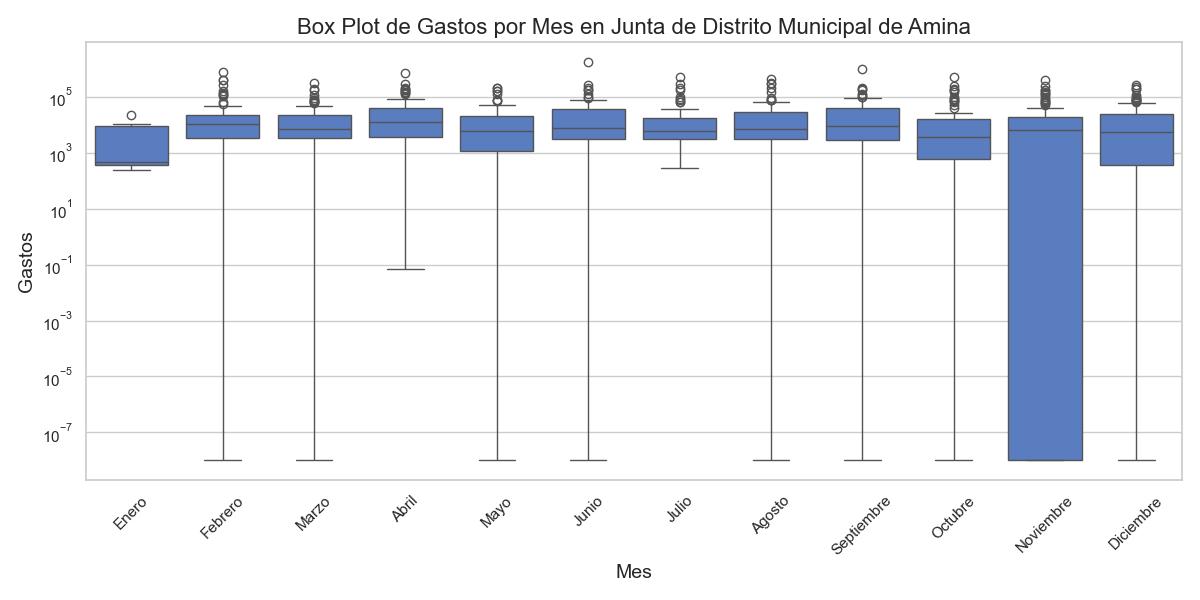 Box Plot de Gastos por Mes en Junta de Distrito Municipal de Amina
Gastos
10^5
10^3
10^1
10^−1
10^−3
10^−5
10^−7
Enero
Febrero
Marzo
Abril
Mayo
Junio
Julio
Agosto
Septiembre
Octubre
Noviembre
Diciembre
Mes